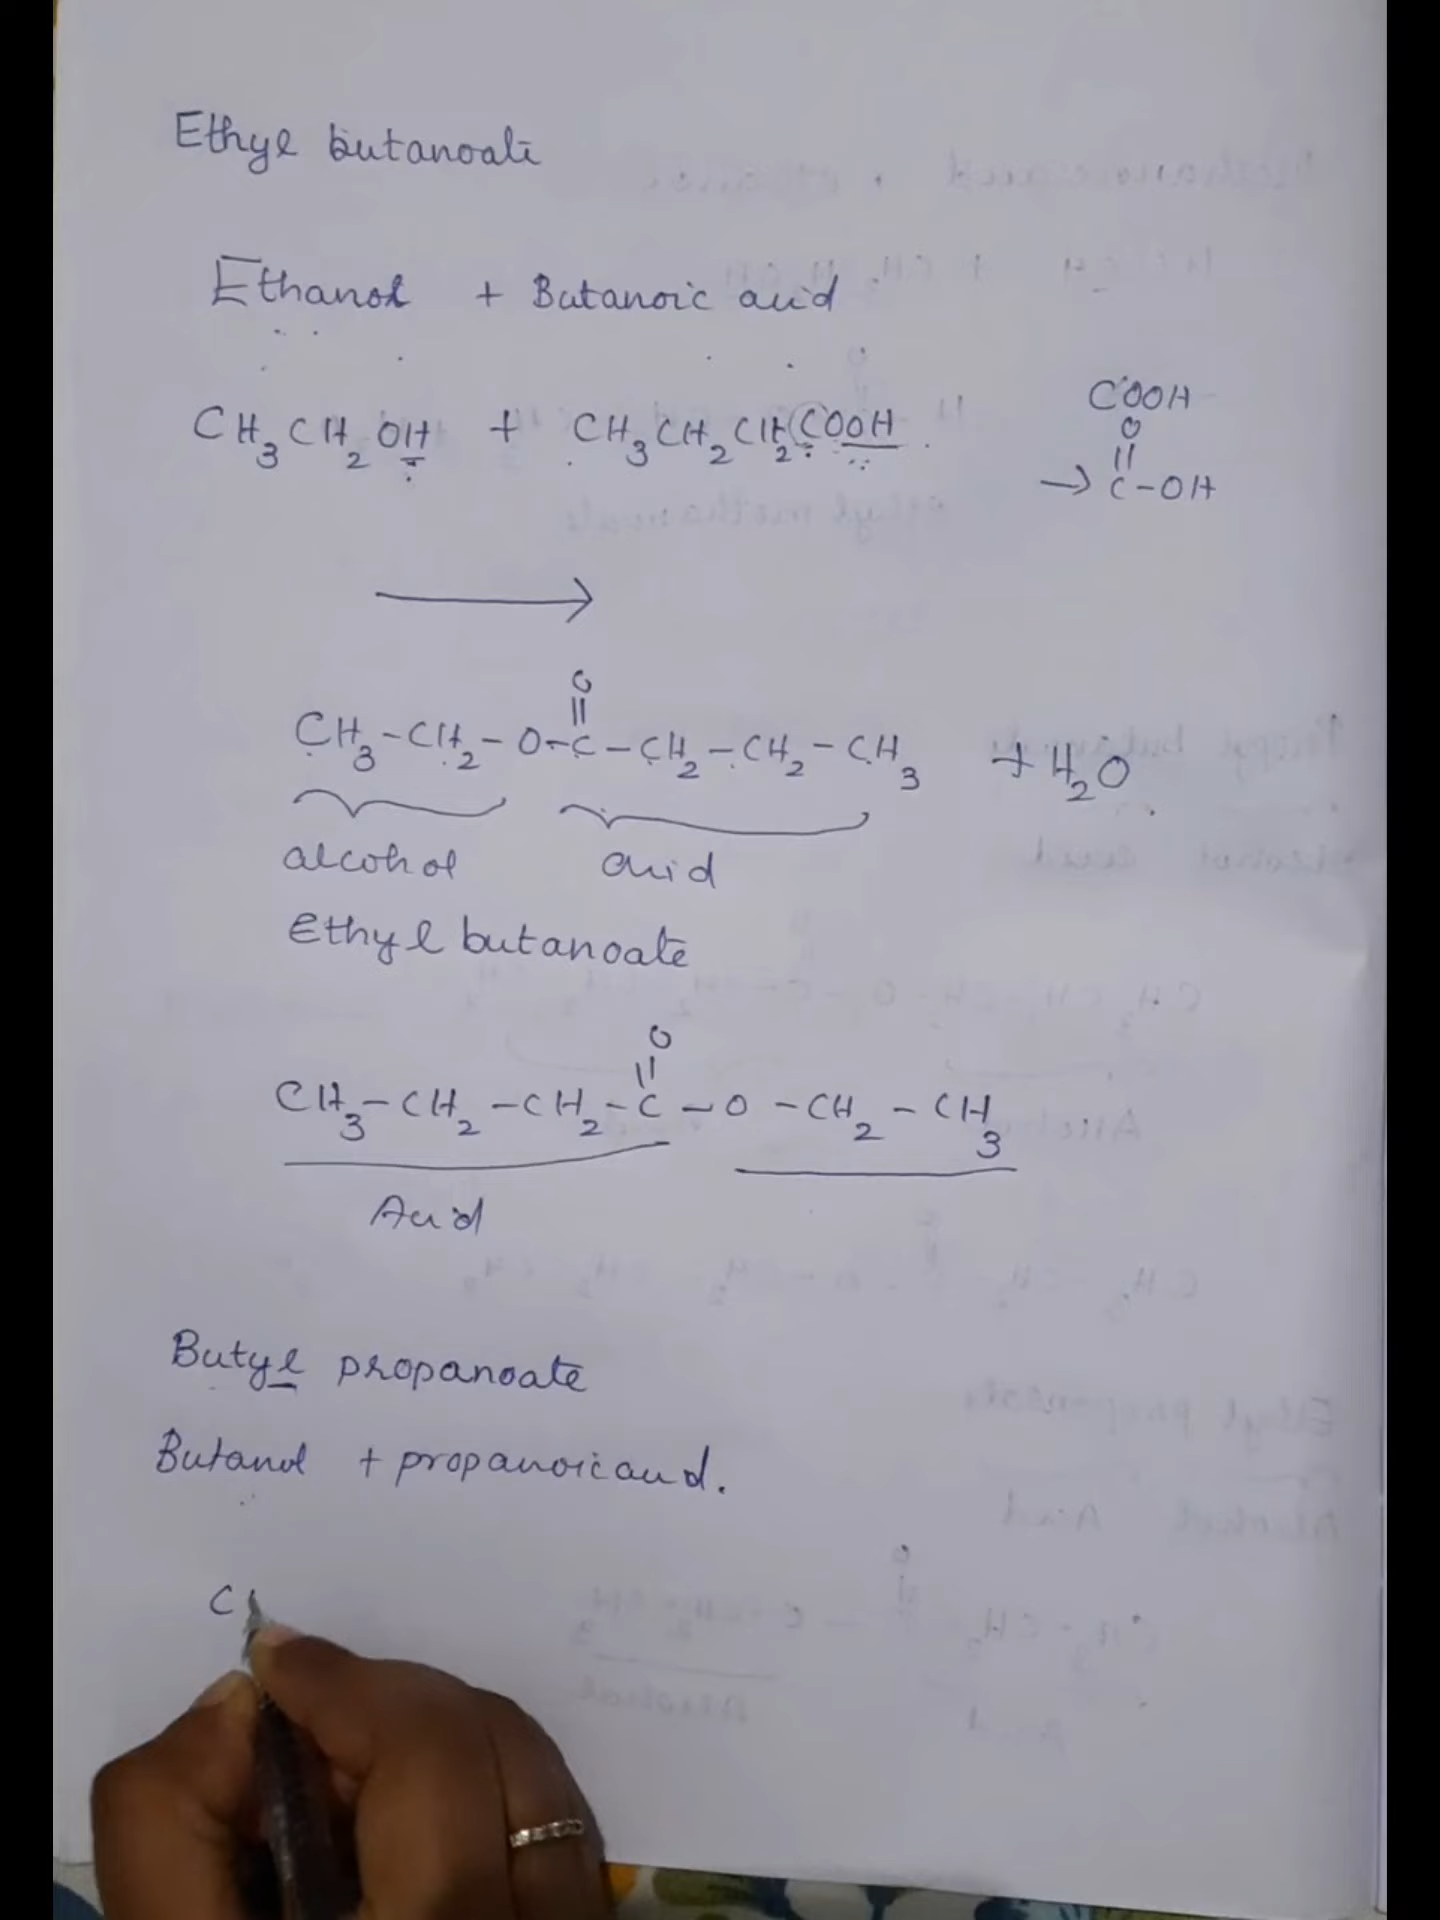 Ethyl butanoate
Ethanol + Butanoic acid
CH3CH2OH + CH3CH2CH2COOH
COOH
O
||
→ C-OH
→
O
||
CH3-CH2-O-C-CH2-CH2-CH3 + H2O
alcohol acid
Ethyl butanoate
O
||
CH3-CH2-CH2-C-O-CH2-CH3
Acid
Butyl propanoate
Butanol + propanoic acid.
C